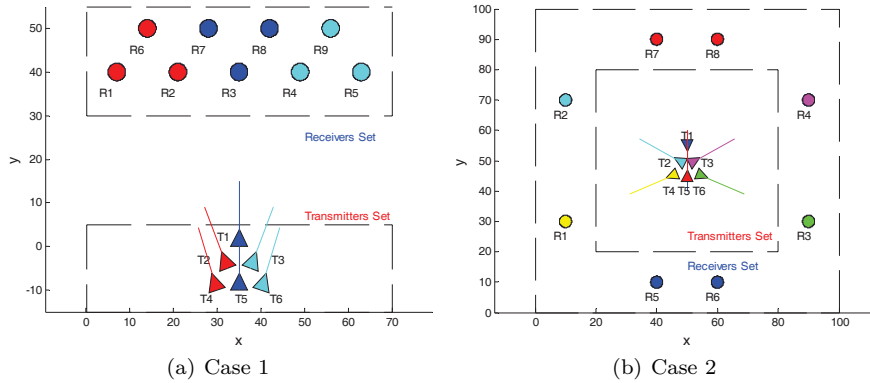 50
40
30
20
10
0
-10
y
0
10
20
30
40
50
60
70
x
R6
R7
R8
R9
R1
R2
R3
R4
R5
Receivers Set
Transmitters Set
T1
T2
T3
T4
T5
T6
(a) Case 1
100
90
80
70
60
50
40
30
20
10
0
y
0
20
40
60
80
100
x
R7
R8
R2
R4
T1
T2
T3
T4
T5
T6
R1
R3
Transmitters Set
Receivers Set
R5
R6
(b) Case 2